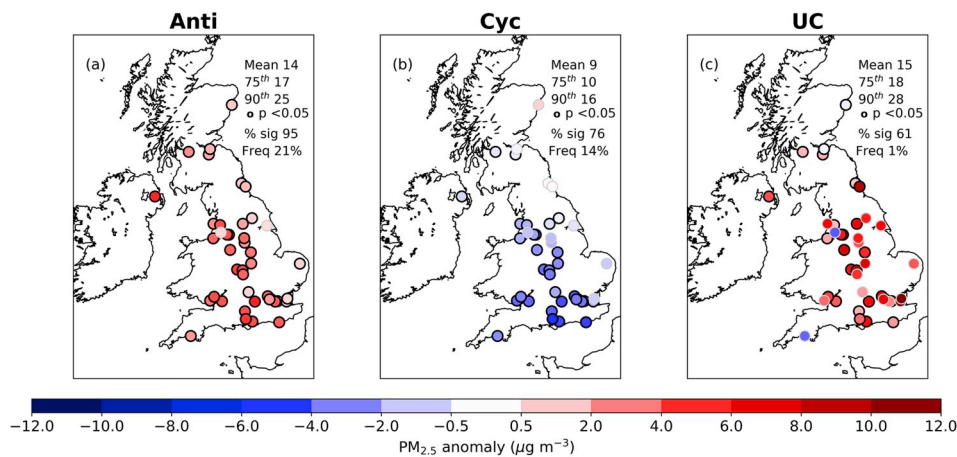 Anti
Cyc
UC
(a)
Mean 14
75th 17
90th 25
p <0.05
% sig 95
Freq 21%
(b)
Mean 9
75th 10
90th 16
p <0.05
% sig 76
Freq 14%
(c)
Mean 15
75th 18
90th 28
p <0.05
% sig 61
Freq 1%
−12.0 −10.0 −8.0 −6.0 −4.0 −2.0 −0.5 0.5 2.0 4.0 6.0 8.0 10.0 12.0
PM2.5 anomaly (μg m−3)